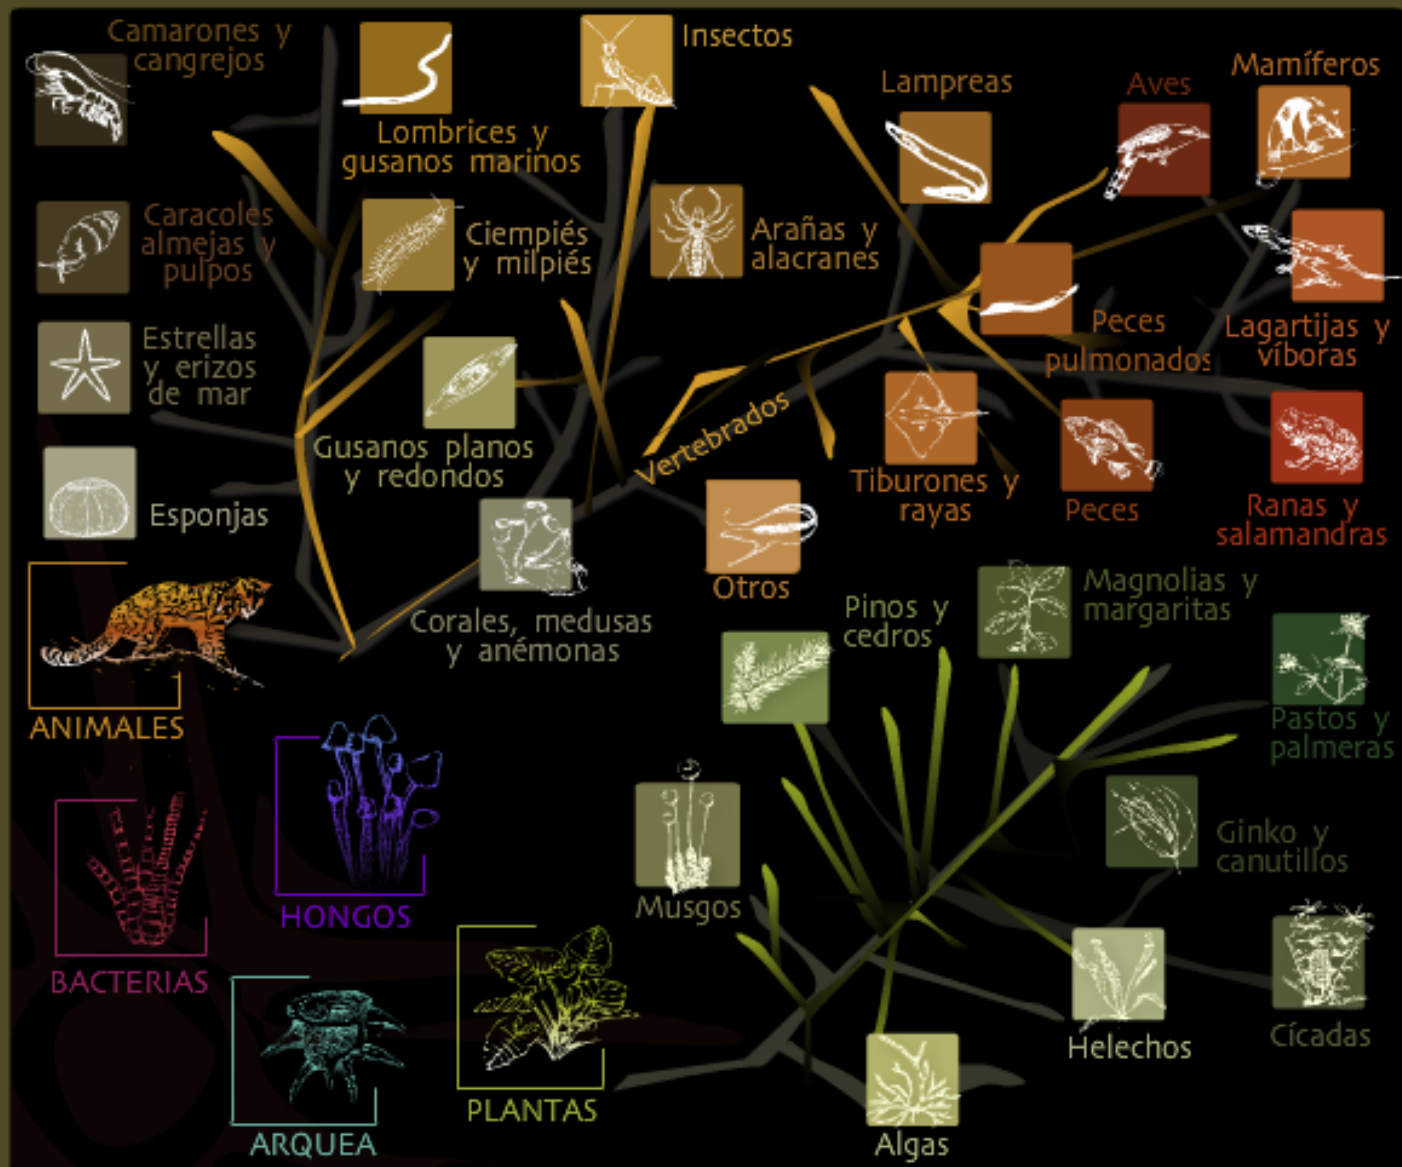 Camarones y
cangrejos
Lombrices y
gusanos marinos
Insectos
Lampreas
Aves
Mamíferos
Caracoles
almejas y
pulpos
Ciempiés
y milpiés
Arañas y
alacranes
Peces
pulmonados
Lagartijas y
víboras
Estrellas
y erizos
de mar
Gusanos planos
y redondos
Vertebrados
Tiburones y
rayas
Peces
Ranas y
salamandras
Esponjas
Corales, medusas
y anémonas
Otros
Pinos y
cedros
Magnolias y
margaritas
Pastos y
palmeras
ANIMALES
HONGOS
Musgos
Ginko y
canutillos
BACTERIAS
Helechos
Cícadas
ARQUEA
PLANTAS
Algas